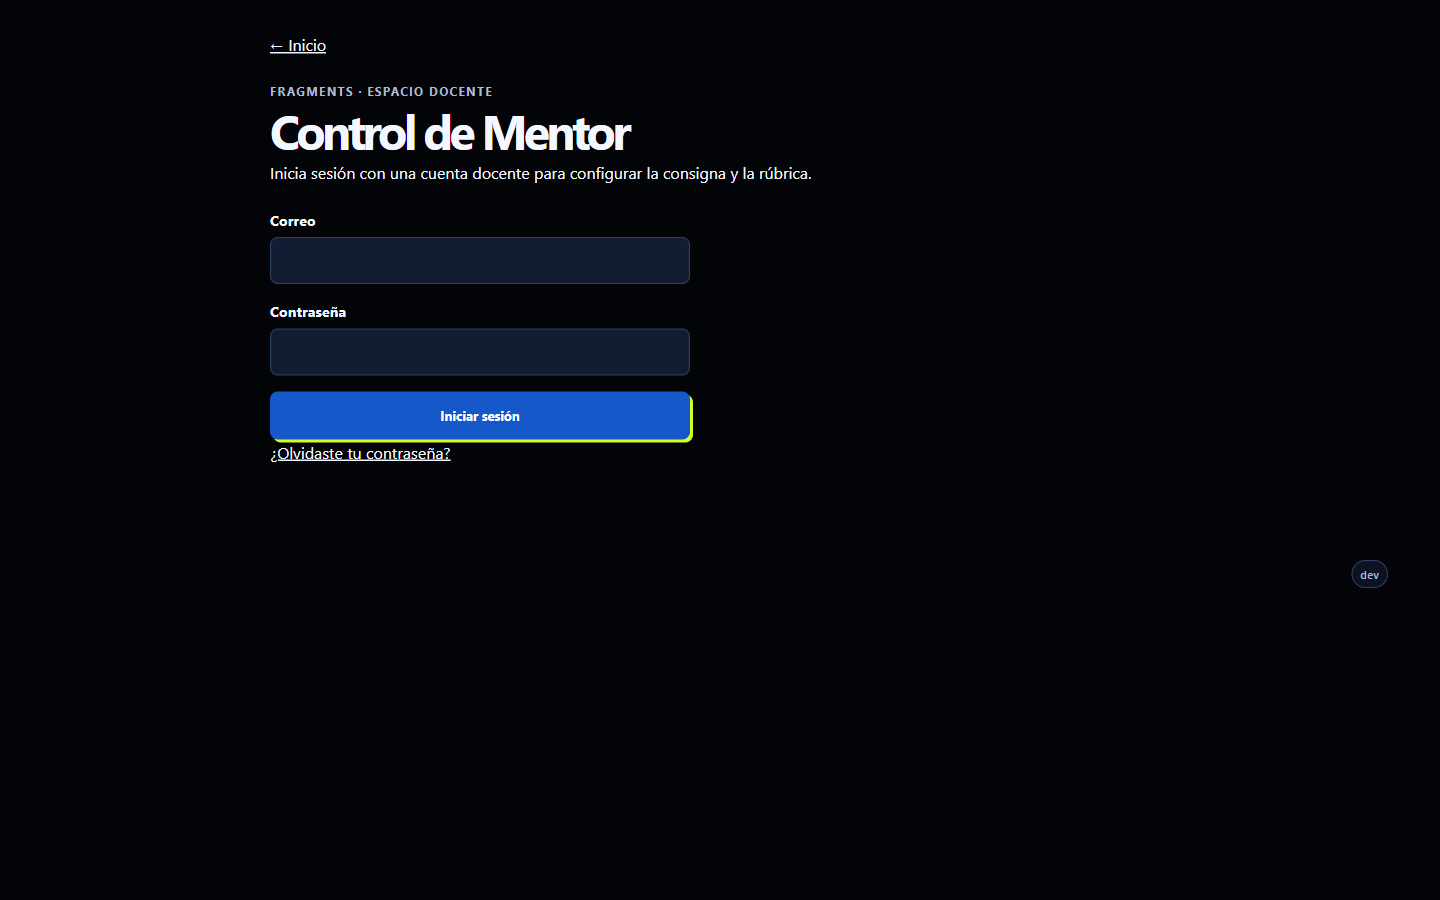 ← Inicio
FRAGMENTS · ESPACIO DOCENTE
Control de Mentor
Inicia sesión con una cuenta docente para configurar la consigna y la rúbrica.
Correo
Contraseña
Iniciar sesión
¿Olvidaste tu contraseña?
dev